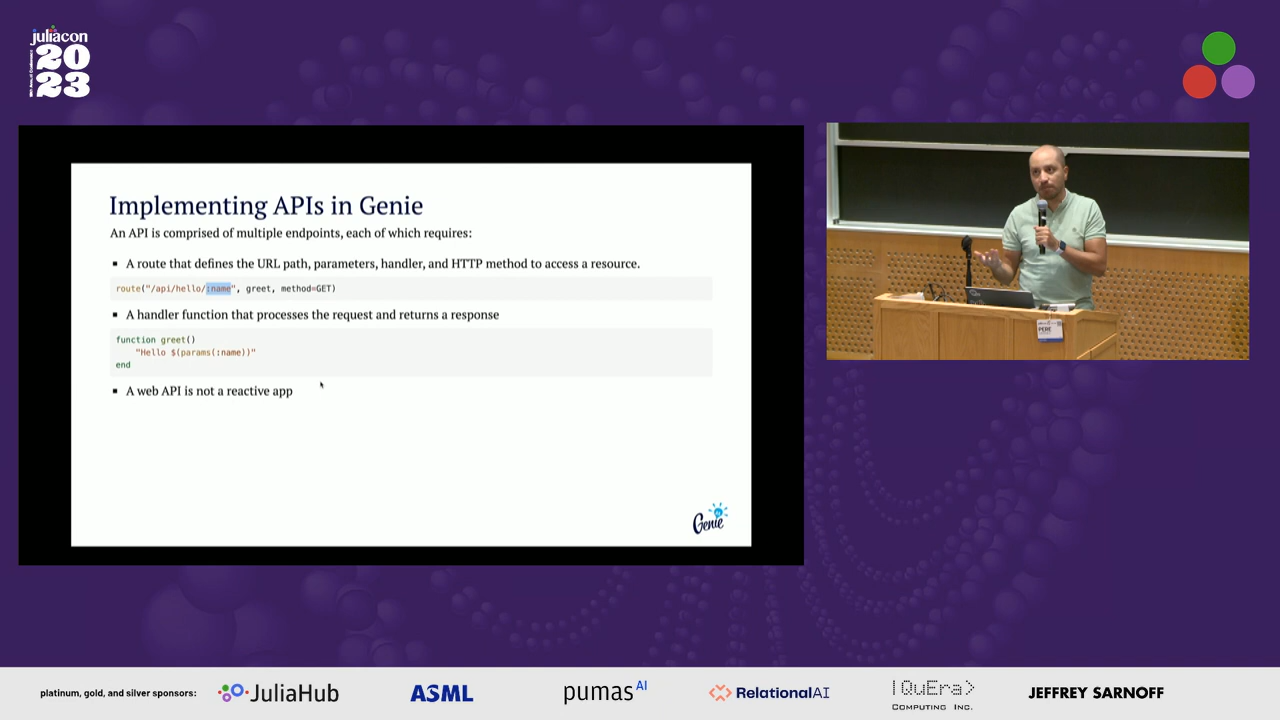 juliacon
20
23
Implementing APIs in Genie
An API is comprised of multiple endpoints, each of which requires:
▪ A route that defines the URL path, parameters, handler, and HTTP method to access a resource.
route("/api/hello/:name", greet, method=GET)
▪ A handler function that processes the request and returns a response
function greet()
"Hello $(params(:name))"
end
▪ A web API is not a reactive app
Genie
PERE
platinum, gold, and silver sponsors:
JuliaHub
ASML
pumas AI
RelationalAI
|QuEra>
COMPUTING INC.
JEFFREY SARNOFF